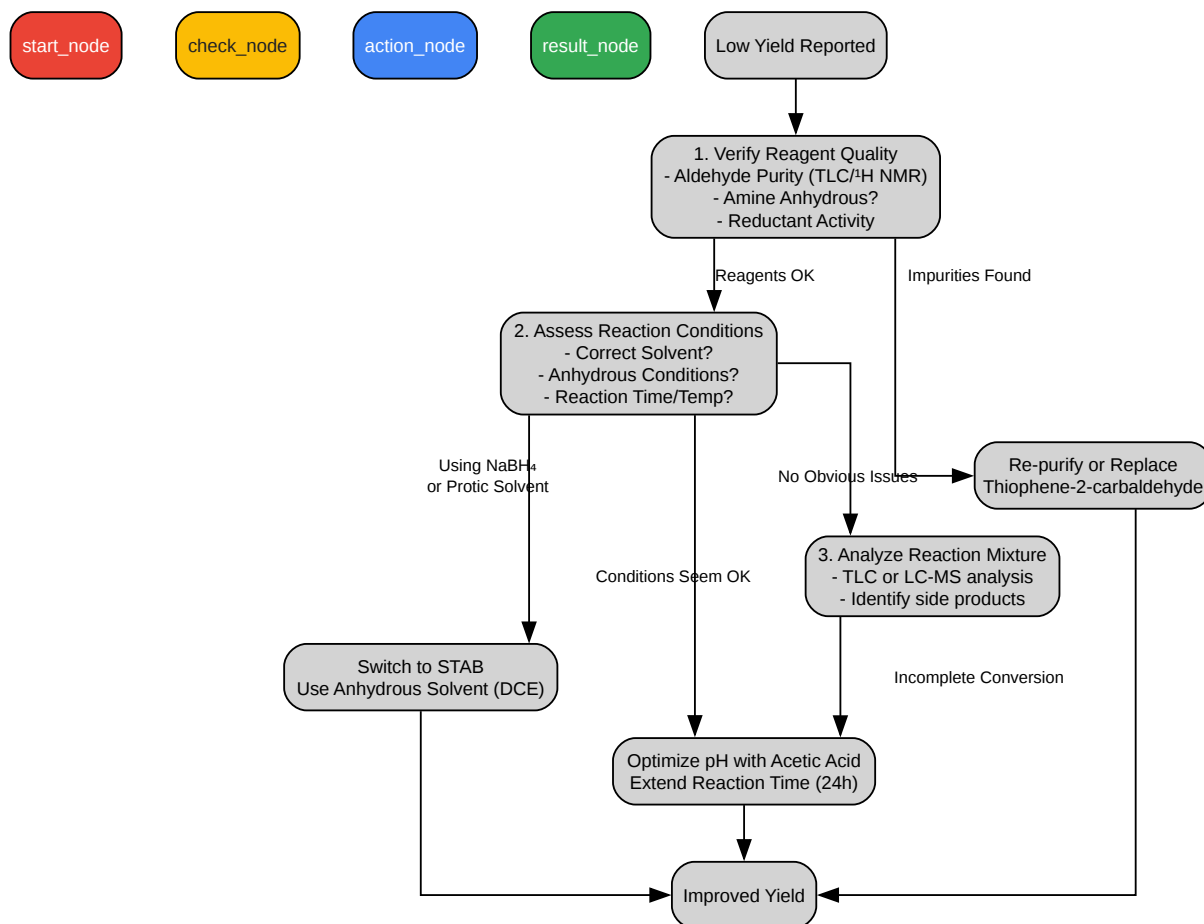 start_node
check_node
action_node
result_node
Low Yield Reported
1. Verify Reagent Quality
- Aldehyde Purity (TLC/¹H NMR)
- Amine Anhydrous?
- Reductant Activity
Reagents OK
Impurities Found
2. Assess Reaction Conditions
- Correct Solvent?
- Anhydrous Conditions?
- Reaction Time/Temp?
Using NaBH₄
or Protic Solvent
No Obvious Issues
Re-purify or Replace
Thiophene-2-carbaldehyde
Conditions Seem OK
3. Analyze Reaction Mixture
- TLC or LC-MS analysis
- Identify side products
Switch to STAB
Use Anhydrous Solvent (DCE)
Incomplete Conversion
Optimize pH with Acetic Acid
Extend Reaction Time (24h)
Improved Yield